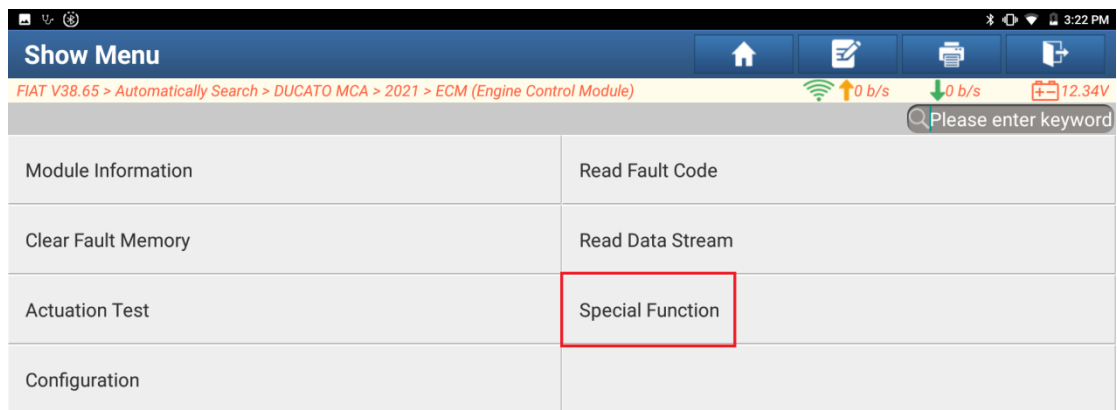 3:22 PM
Show Menu
FIAT V38.65 > Automatically Search > DUCATO MCA > 2021 > ECM (Engine Control Module) 0 b/s 0 b/s 12.34V
Please enter keyword
Module Information Read Fault Code
Clear Fault Memory Read Data Stream
Actuation Test Special Function
Configuration